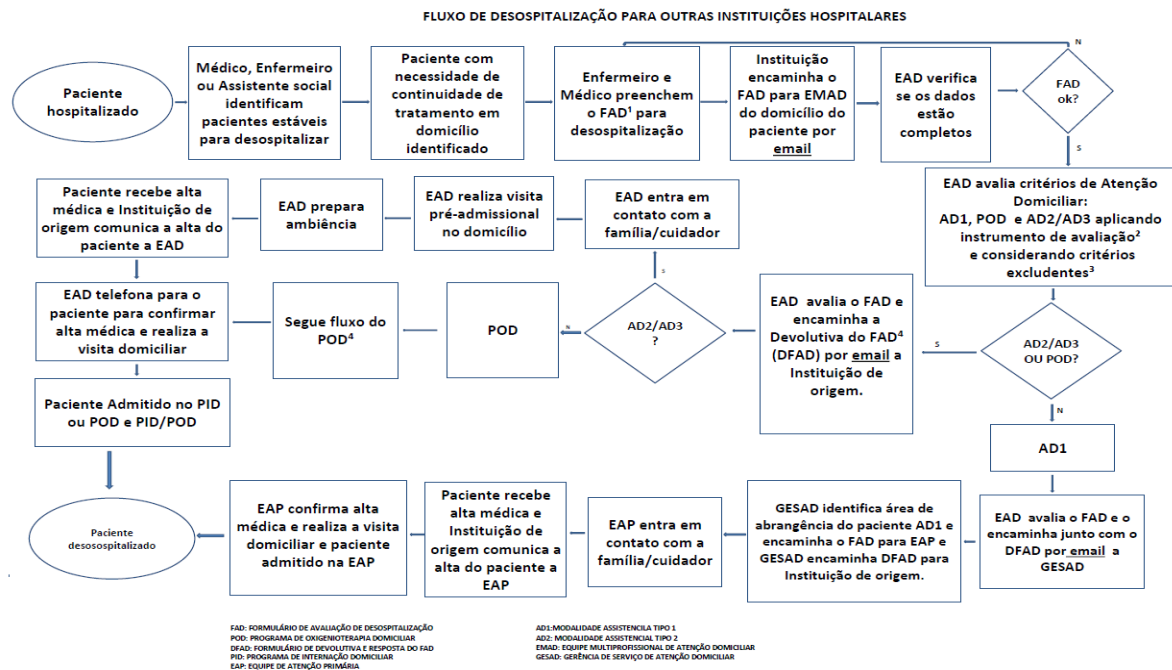 FLUXO DE DESOSPITALIZAÇÃO PARA OUTRAS INSTITUIÇÕES HOSPITALARES
Paciente
hospitalizado
Médico, Enfermeiro
ou Assistente social
identificam
pacientes estáveis
para desospitalizar
Paciente com
necessidade de
continuidade de
tratamento em
domicílio
identificado
Enfermeiro e
Médico preenchem
o FAD¹ para
desospitalização
Instituição
encaminha o
FAD para EMAD
do domicílio do
paciente por
email
EAD verifica
se os dados
estão
completos
N
FAD
ok?
S
EAD avalia critérios de Atenção
Domiciliar:
AD1, POD e AD2/AD3 aplicando
instrumento de avaliação²
e considerando critérios
excludentes³
AD2/AD3
OU POD?
S
EAD avalia o FAD e
encaminha a
Devolutiva do FAD⁴
(DFAD) por email a
Instituição de
origem.
AD2/AD3
?
S
EAD entra em
contato com a
família/cuidador
EAD realiza visita
pré-admissional
no domicílio
EAD prepara
ambiência
Paciente recebe alta
médica e Instituição de
origem comunica a alta do
paciente a EAD
N
POD
Segue fluxo do
POD⁴
EAD telefona para o
paciente para confirmar
alta médica e realiza a
visita domiciliar
Paciente Admitido no PID
ou POD e PID/POD
N
AD1
EAD avalia o FAD e o
encaminha junto com o
DFAD por email a
GESAD
GESAD identifica área de
abrangência do paciente AD1 e
encaminha o FAD para EAP e
GESAD encaminha DFAD para
Instituição de origem.
EAP entra em
contato com a
família/cuidador
Paciente recebe
alta médica e
Instituição de
origem comunica a
alta do paciente a
EAP
EAP confirma alta
médica e realiza a visita
domiciliar e paciente
admitido na EAP
Paciente
desosospitalizado
FAD: FORMULÁRIO DE AVALIAÇÃO DE DESOSPITALIZAÇÃO
POD: PROGRAMA DE OXIGENIOTERAPIA DOMICILIAR
DFAD: FORMULÁRIO DE DEVOLUTIVA E RESPOSTA DO FAD
PID: PROGRAMA DE INTERNAÇÃO DOMICILIAR
EAP: EQUIPE DE ATENÇÃO PRIMÁRIA
AD1:MODALIDADE ASSISTENCILA TIPO 1
AD2: MODALIDADE ASSISTENCIAL TIPO 2
EMAD: EQUIPE MULTIPROFISSIONAL DE ATENÇÃO DOMICILIAR
GESAD: GERÊNCIA DE SERVIÇO DE ATENÇÃO DOMICILIAR